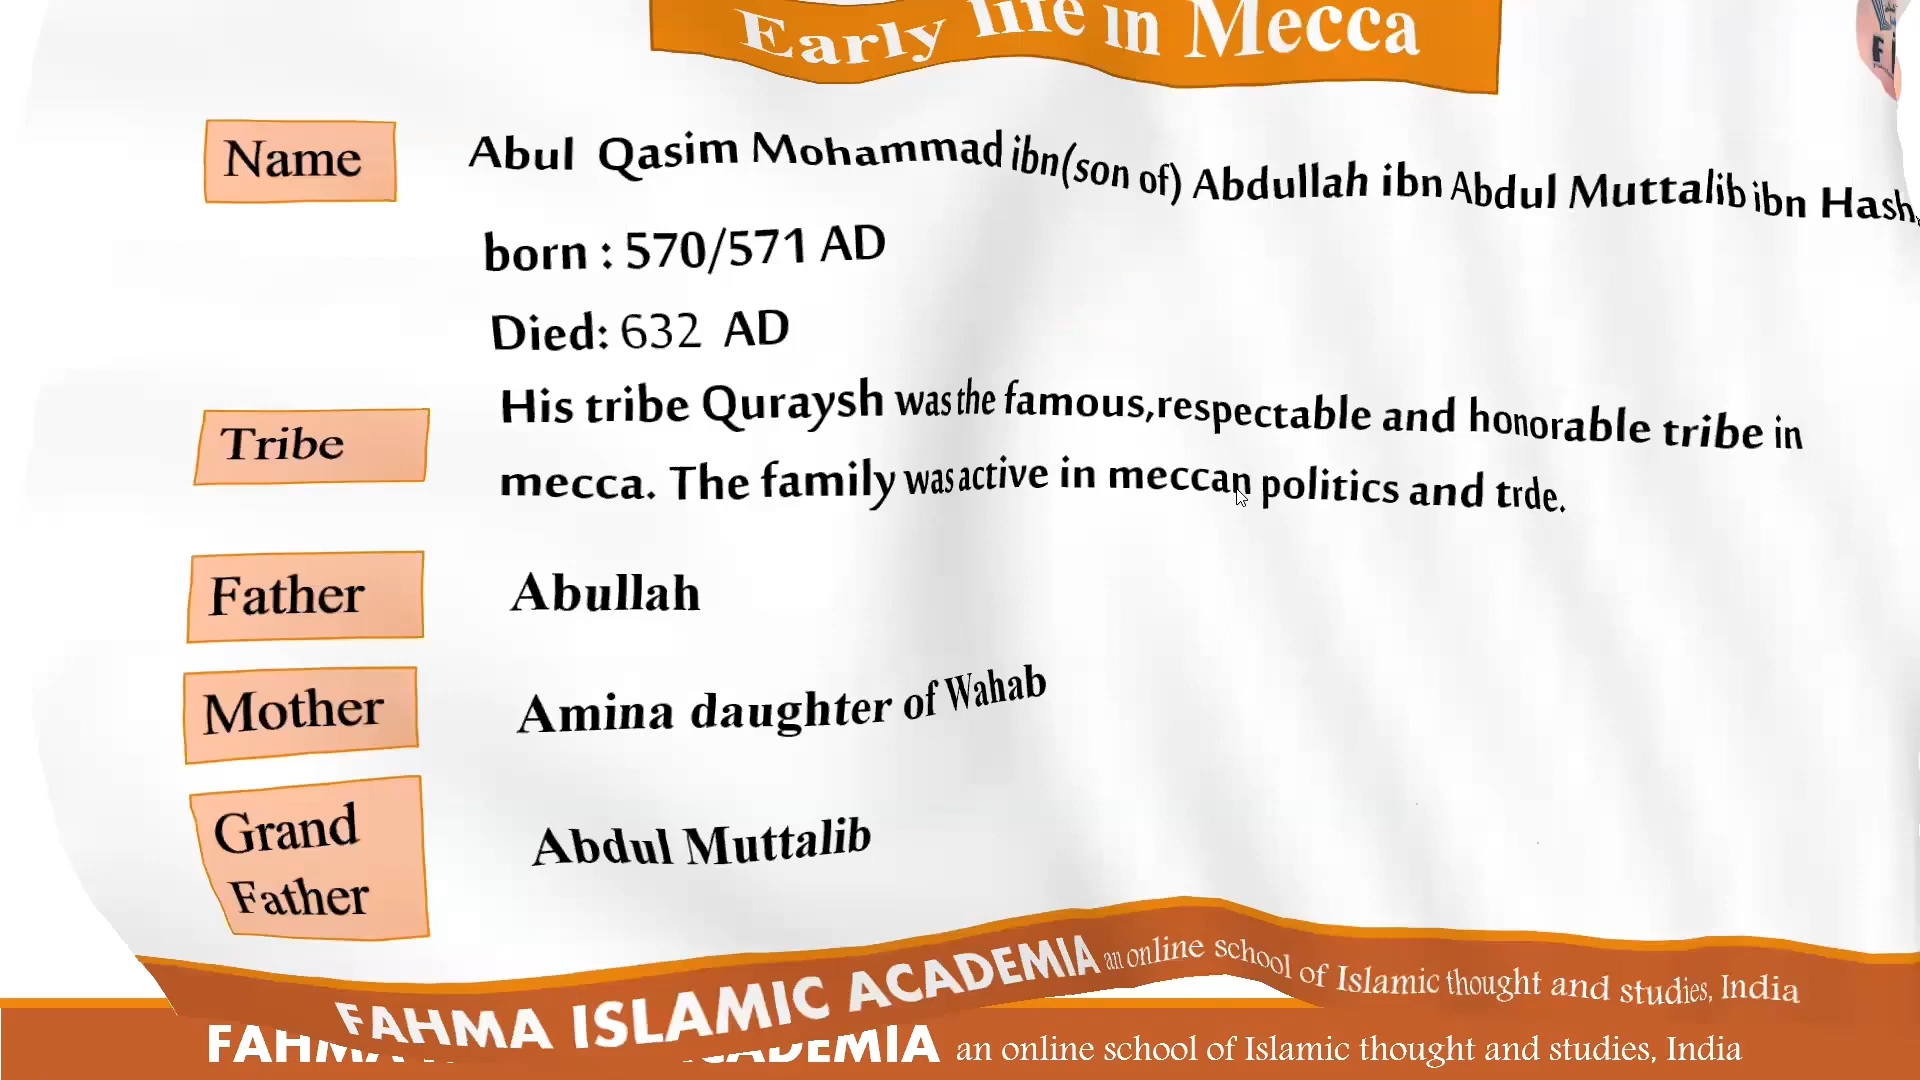 Early life in Mecca
Name
Abul Qasim Mohammad ibn(son of) Abdullah ibn Abdul Muttalib ibn
born : 570/571 AD
Died: 632 AD
Tribe
His tribe Quraysh was the famous,respectable and honorable tribe in
mecca. The family was active in meccan politics and trde.
Father
Abullah
Mother
Amina daughter of Wahab
Grand
Father
Abdul Muttalib
FAHMA ISLAMIC ACADEMIA an online school of Islamic thought and studies, India
ACADEMIA an online school of Islamic thought and studies, India